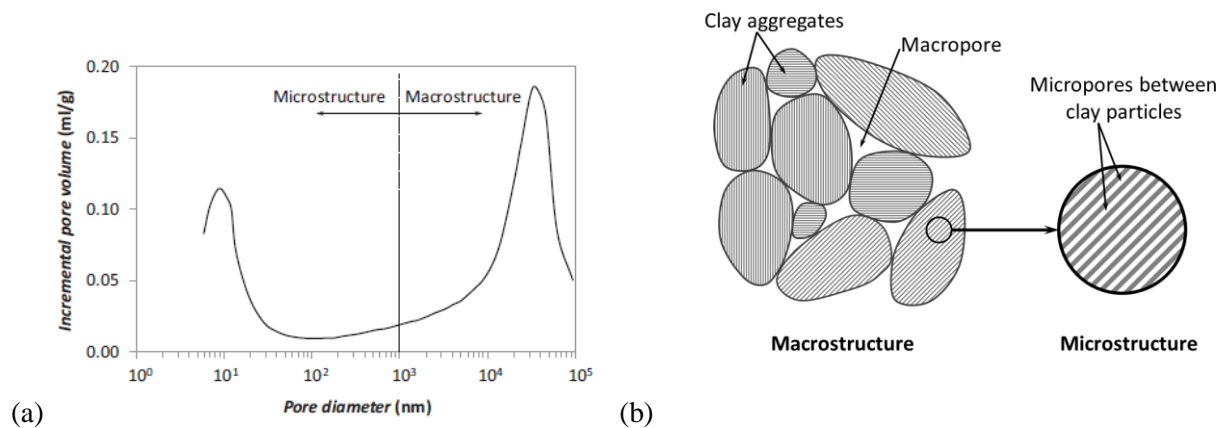 0.20
0.15
0.10
0.05
0.00
Incremental pore volume (ml/g)
Microstructure
Macrostructure
10⁰
10¹
10²
10³
10⁴
10⁵
Pore diameter (nm)
(a)
Clay aggregates
Macropore
Micropores between
clay particles
Macrostructure
Microstructure
(b)